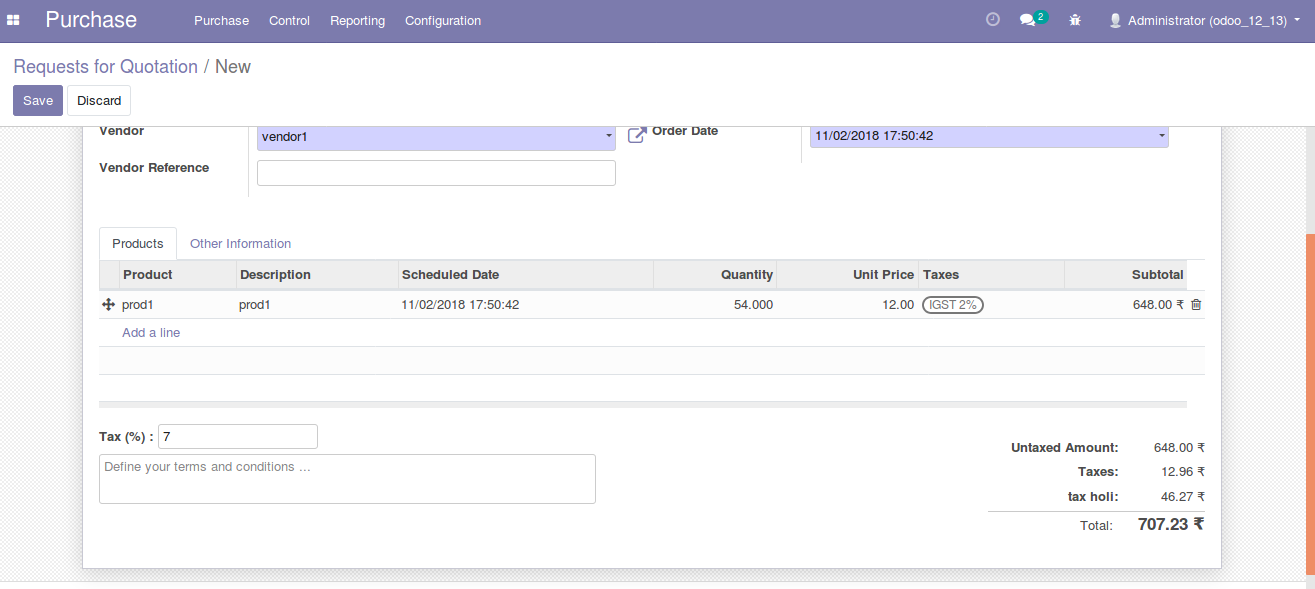 Purchase Purchase Control Reporting Configuration 2 Administrator (odoo_12_13)
Requests for Quotation / New
Save Discard
Vendor vendor1 Order Date 11/02/2018 17:50:42
Vendor Reference
Products Other Information
Product Description Scheduled Date Quantity Unit Price Taxes Subtotal
prod1 prod1 11/02/2018 17:50:42 54.000 12.00 IGST 2% 648.00 ₹
Add a line
Tax (%) : 7
Define your terms and conditions ...
Untaxed Amount: 648.00 ₹
Taxes: 12.96 ₹
tax holi: 46.27 ₹
Total: 707.23 ₹